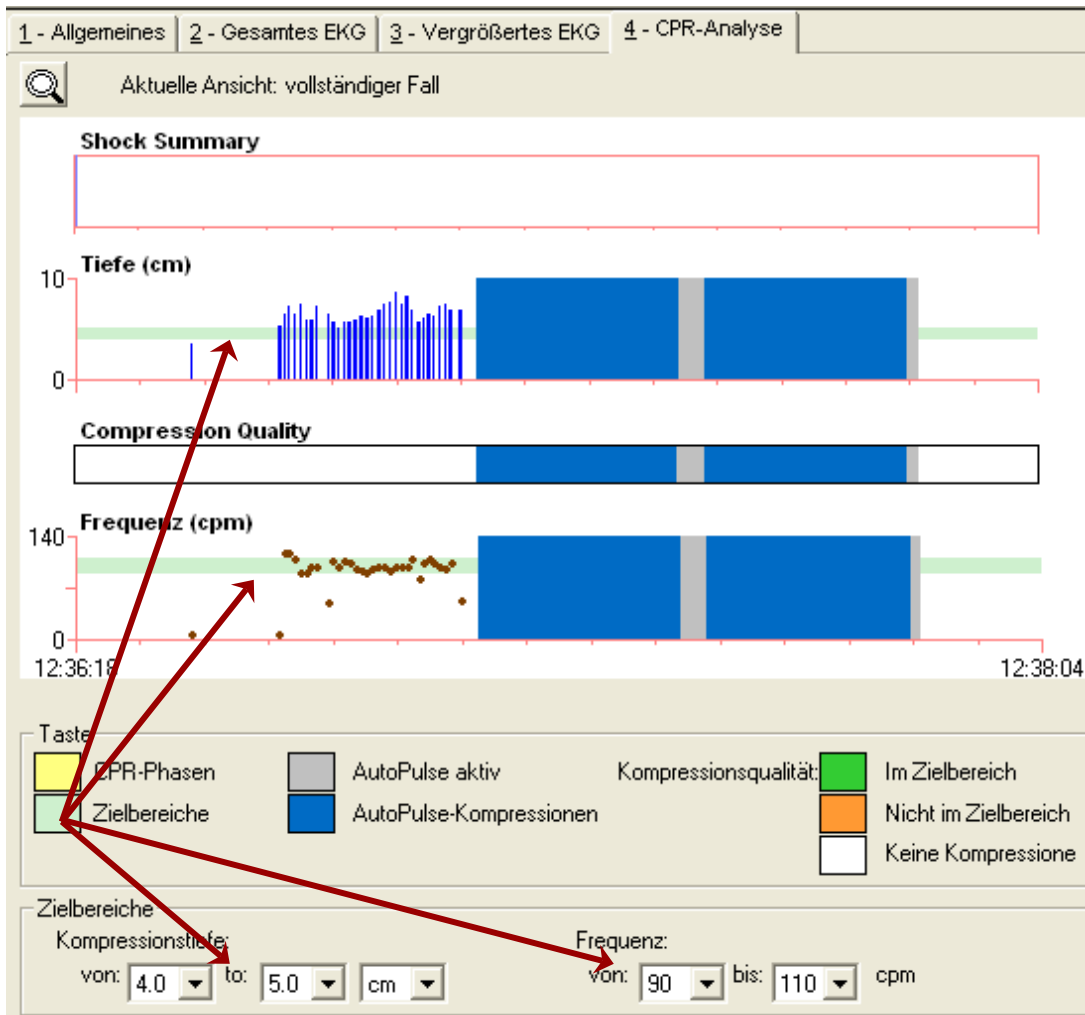 1 - Allgemeines 2 - Gesamtes EKG 3 - Vergrößertes EKG 4 - CPR-Analyse
Aktuelle Ansicht: vollständiger Fall
Shock Summary
Tiefe (cm)
10
0
Compression Quality
Frequenz (cpm)
140
0
12:36:18 12:38:04
Taste
CPR-Phasen AutoPulse aktiv Kompressionsqualität: Im Zielbereich
Zielbereiche AutoPulse-Kompressionen Nicht im Zielbereich
Keine Kompressione
Zielbereiche
Kompressionstiefe: Frequenz:
von: 4.0 to: 5.0 cm von: 90 bis: 110 cpm